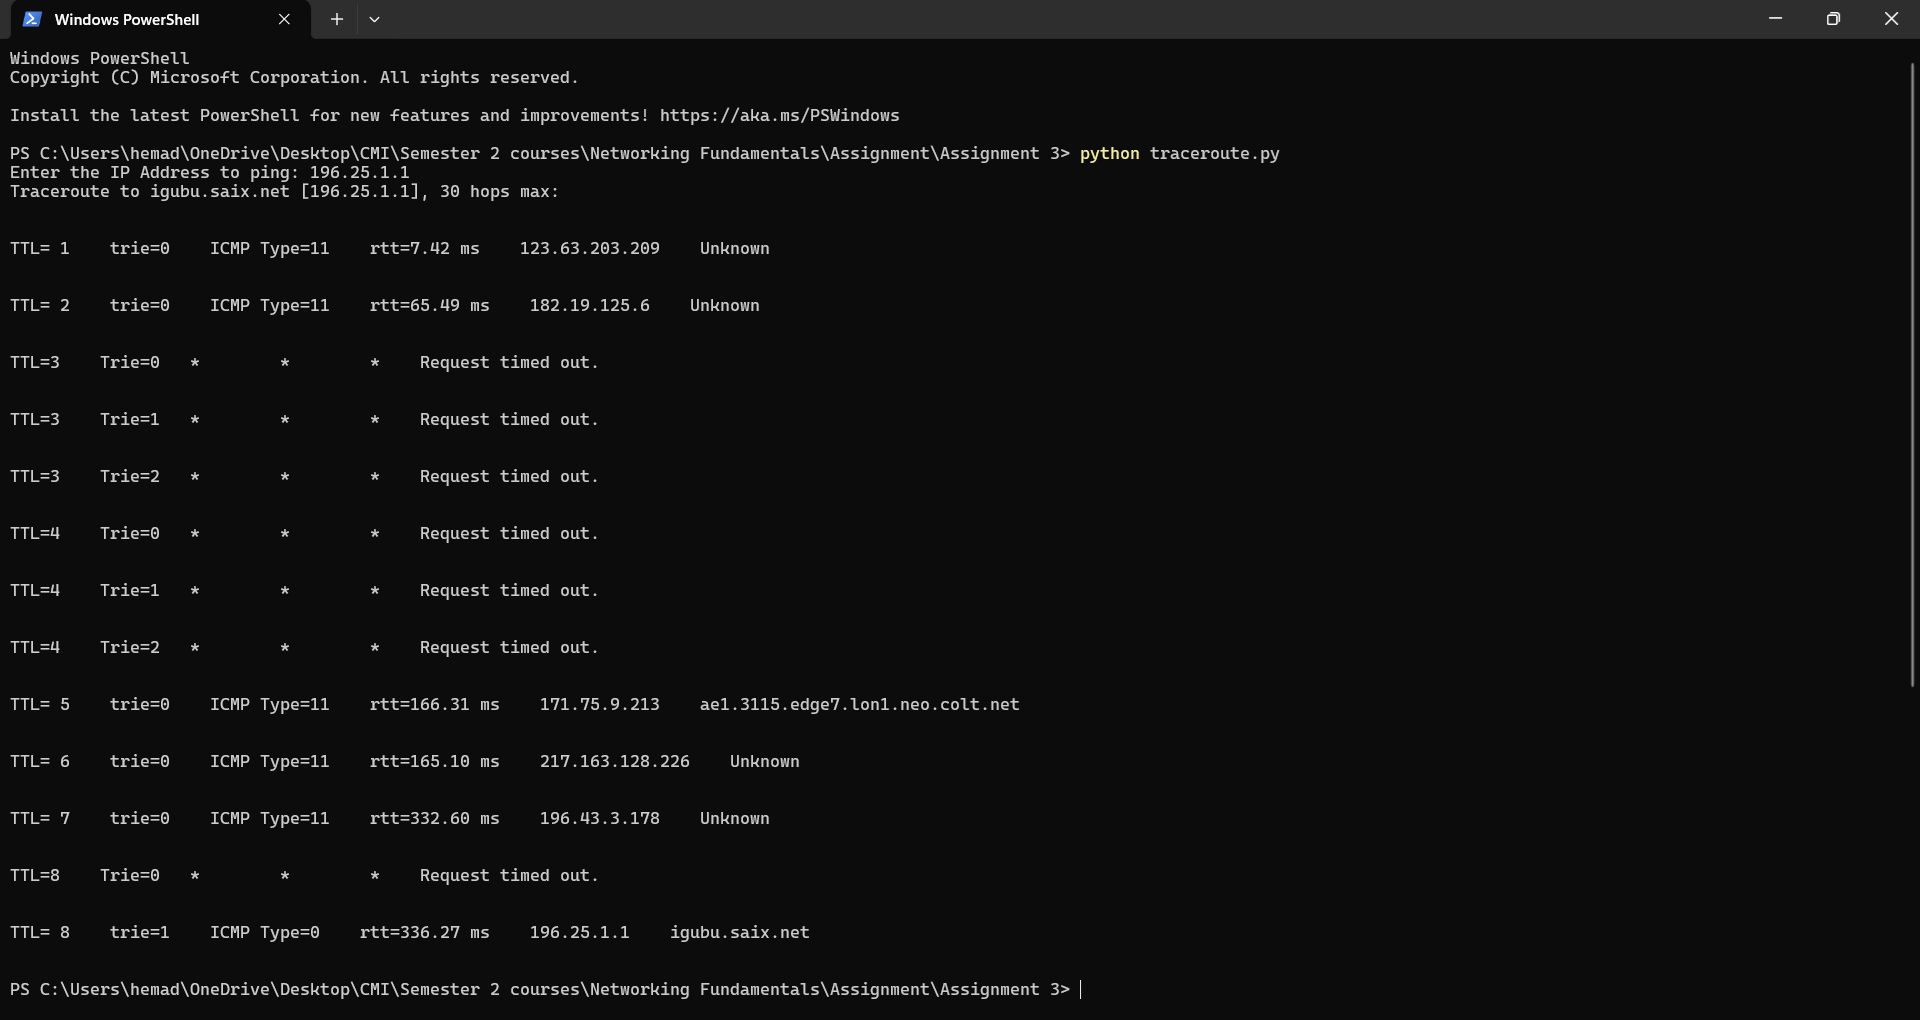 Windows PowerShell
Windows PowerShell
Copyright (C) Microsoft Corporation. All rights reserved.
Install the latest PowerShell for new features and improvements! https://aka.ms/PSWindows
PS C:\Users\hemad\OneDrive\Desktop\CMI\Semester 2 courses\Networking Fundamentals\Assignment\Assignment 3> python traceroute.py
Enter the IP Address to ping: 196.25.1.1
Traceroute to igubu.saix.net [196.25.1.1], 30 hops max:
TTL= 1    trie=0    ICMP Type=11    rtt=7.42 ms    123.63.203.209    Unknown
TTL= 2    trie=0    ICMP Type=11    rtt=65.49 ms    182.19.125.6    Unknown
TTL=3    Trie=0   *        *        *    Request timed out.
TTL=3    Trie=1   *        *        *    Request timed out.
TTL=3    Trie=2   *        *        *    Request timed out.
TTL=4    Trie=0   *        *        *    Request timed out.
TTL=4    Trie=1   *        *        *    Request timed out.
TTL=4    Trie=2   *        *        *    Request timed out.
TTL= 5    trie=0    ICMP Type=11    rtt=166.31 ms    171.75.9.213    ae1.3115.edge7.lon1.neo.colt.net
TTL= 6    trie=0    ICMP Type=11    rtt=165.10 ms    217.163.128.226    Unknown
TTL= 7    trie=0    ICMP Type=11    rtt=332.60 ms    196.43.3.178    Unknown
TTL=8    Trie=0   *        *        *    Request timed out.
TTL= 8    trie=1    ICMP Type=0    rtt=336.27 ms    196.25.1.1    igubu.saix.net
PS C:\Users\hemad\OneDrive\Desktop\CMI\Semester 2 courses\Networking Fundamentals\Assignment\Assignment 3>